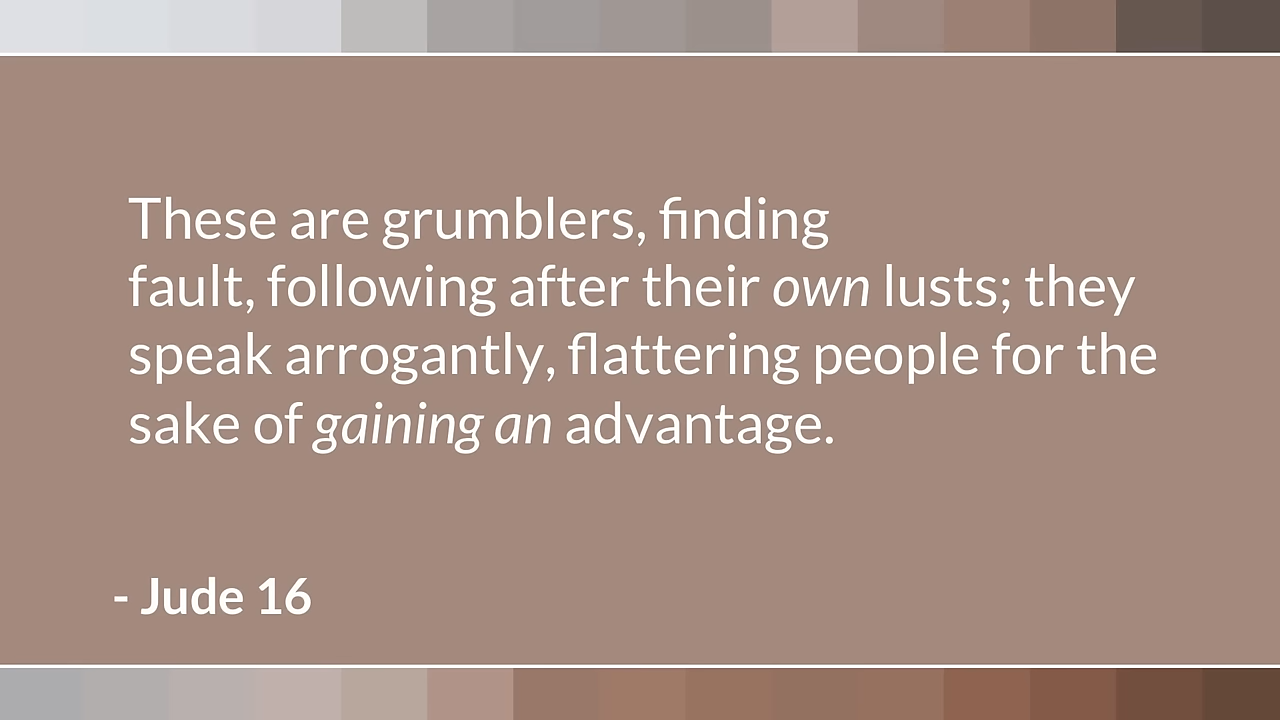 These are grumblers, finding
fault, following after their own lusts; they
speak arrogantly, flattering people for the
sake of gaining an advantage.
- Jude 16